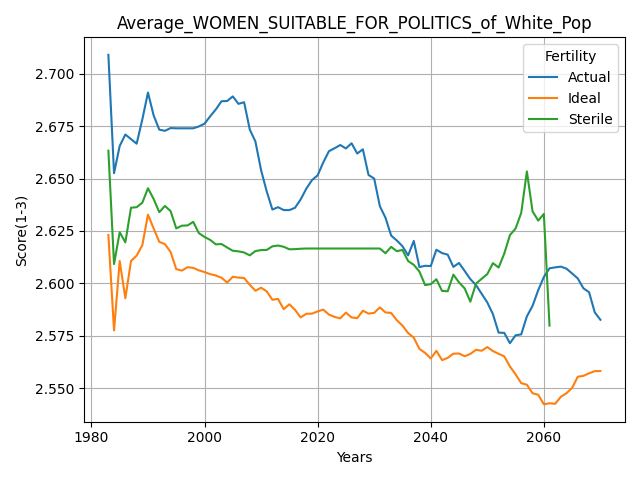 Average_WOMEN_SUITABLE_FOR_POLITICS_of_White_Pop
Fertility
Actual
Ideal
Sterile
Score(1-3)
2.700
2.675
2.650
2.625
2.600
2.575
2.550
1980 2000 2020 2040 2060
Years